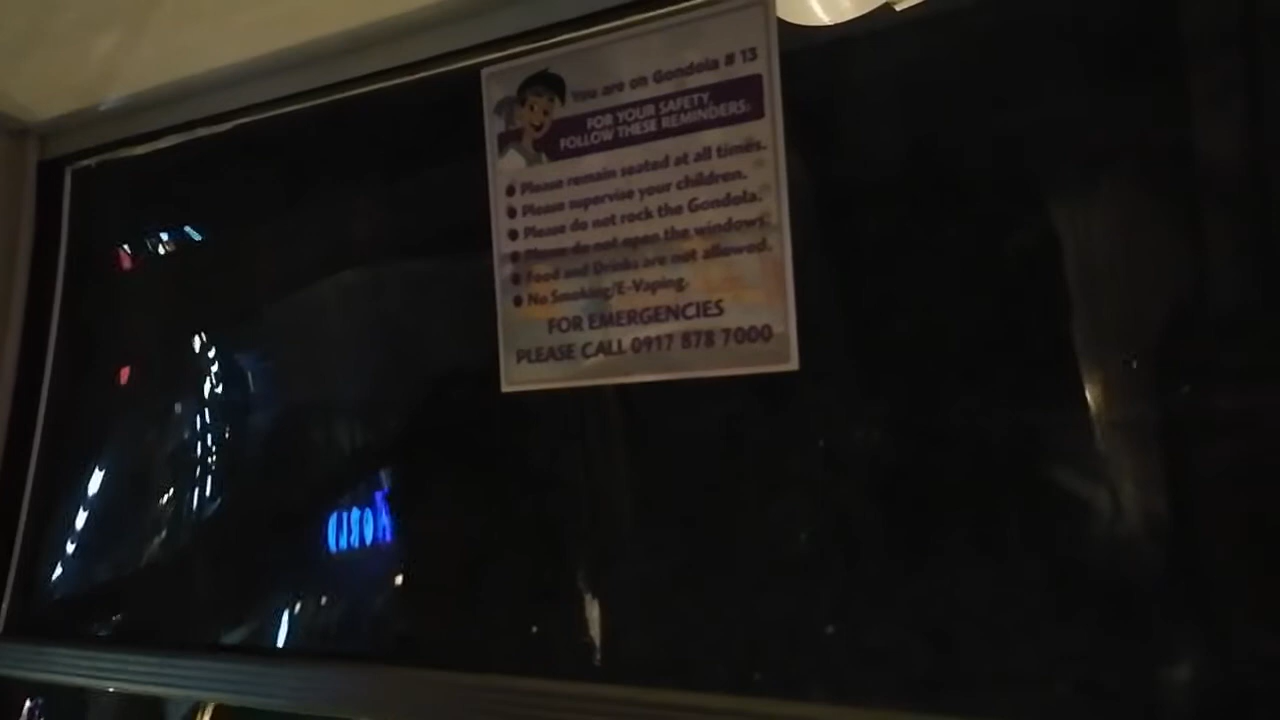 You are on Gondola # 13
FOR YOUR SAFETY,
FOLLOW THESE REMINDERS:
Please remain seated at all times.
Please supervise your children.
Please do not rock the Gondola.
Please do not open the windows.
Food and Drinks are not allowed.
No Smoking/E-Vaping.
FOR EMERGENCIES
PLEASE CALL 0917 878 7000
WORLD